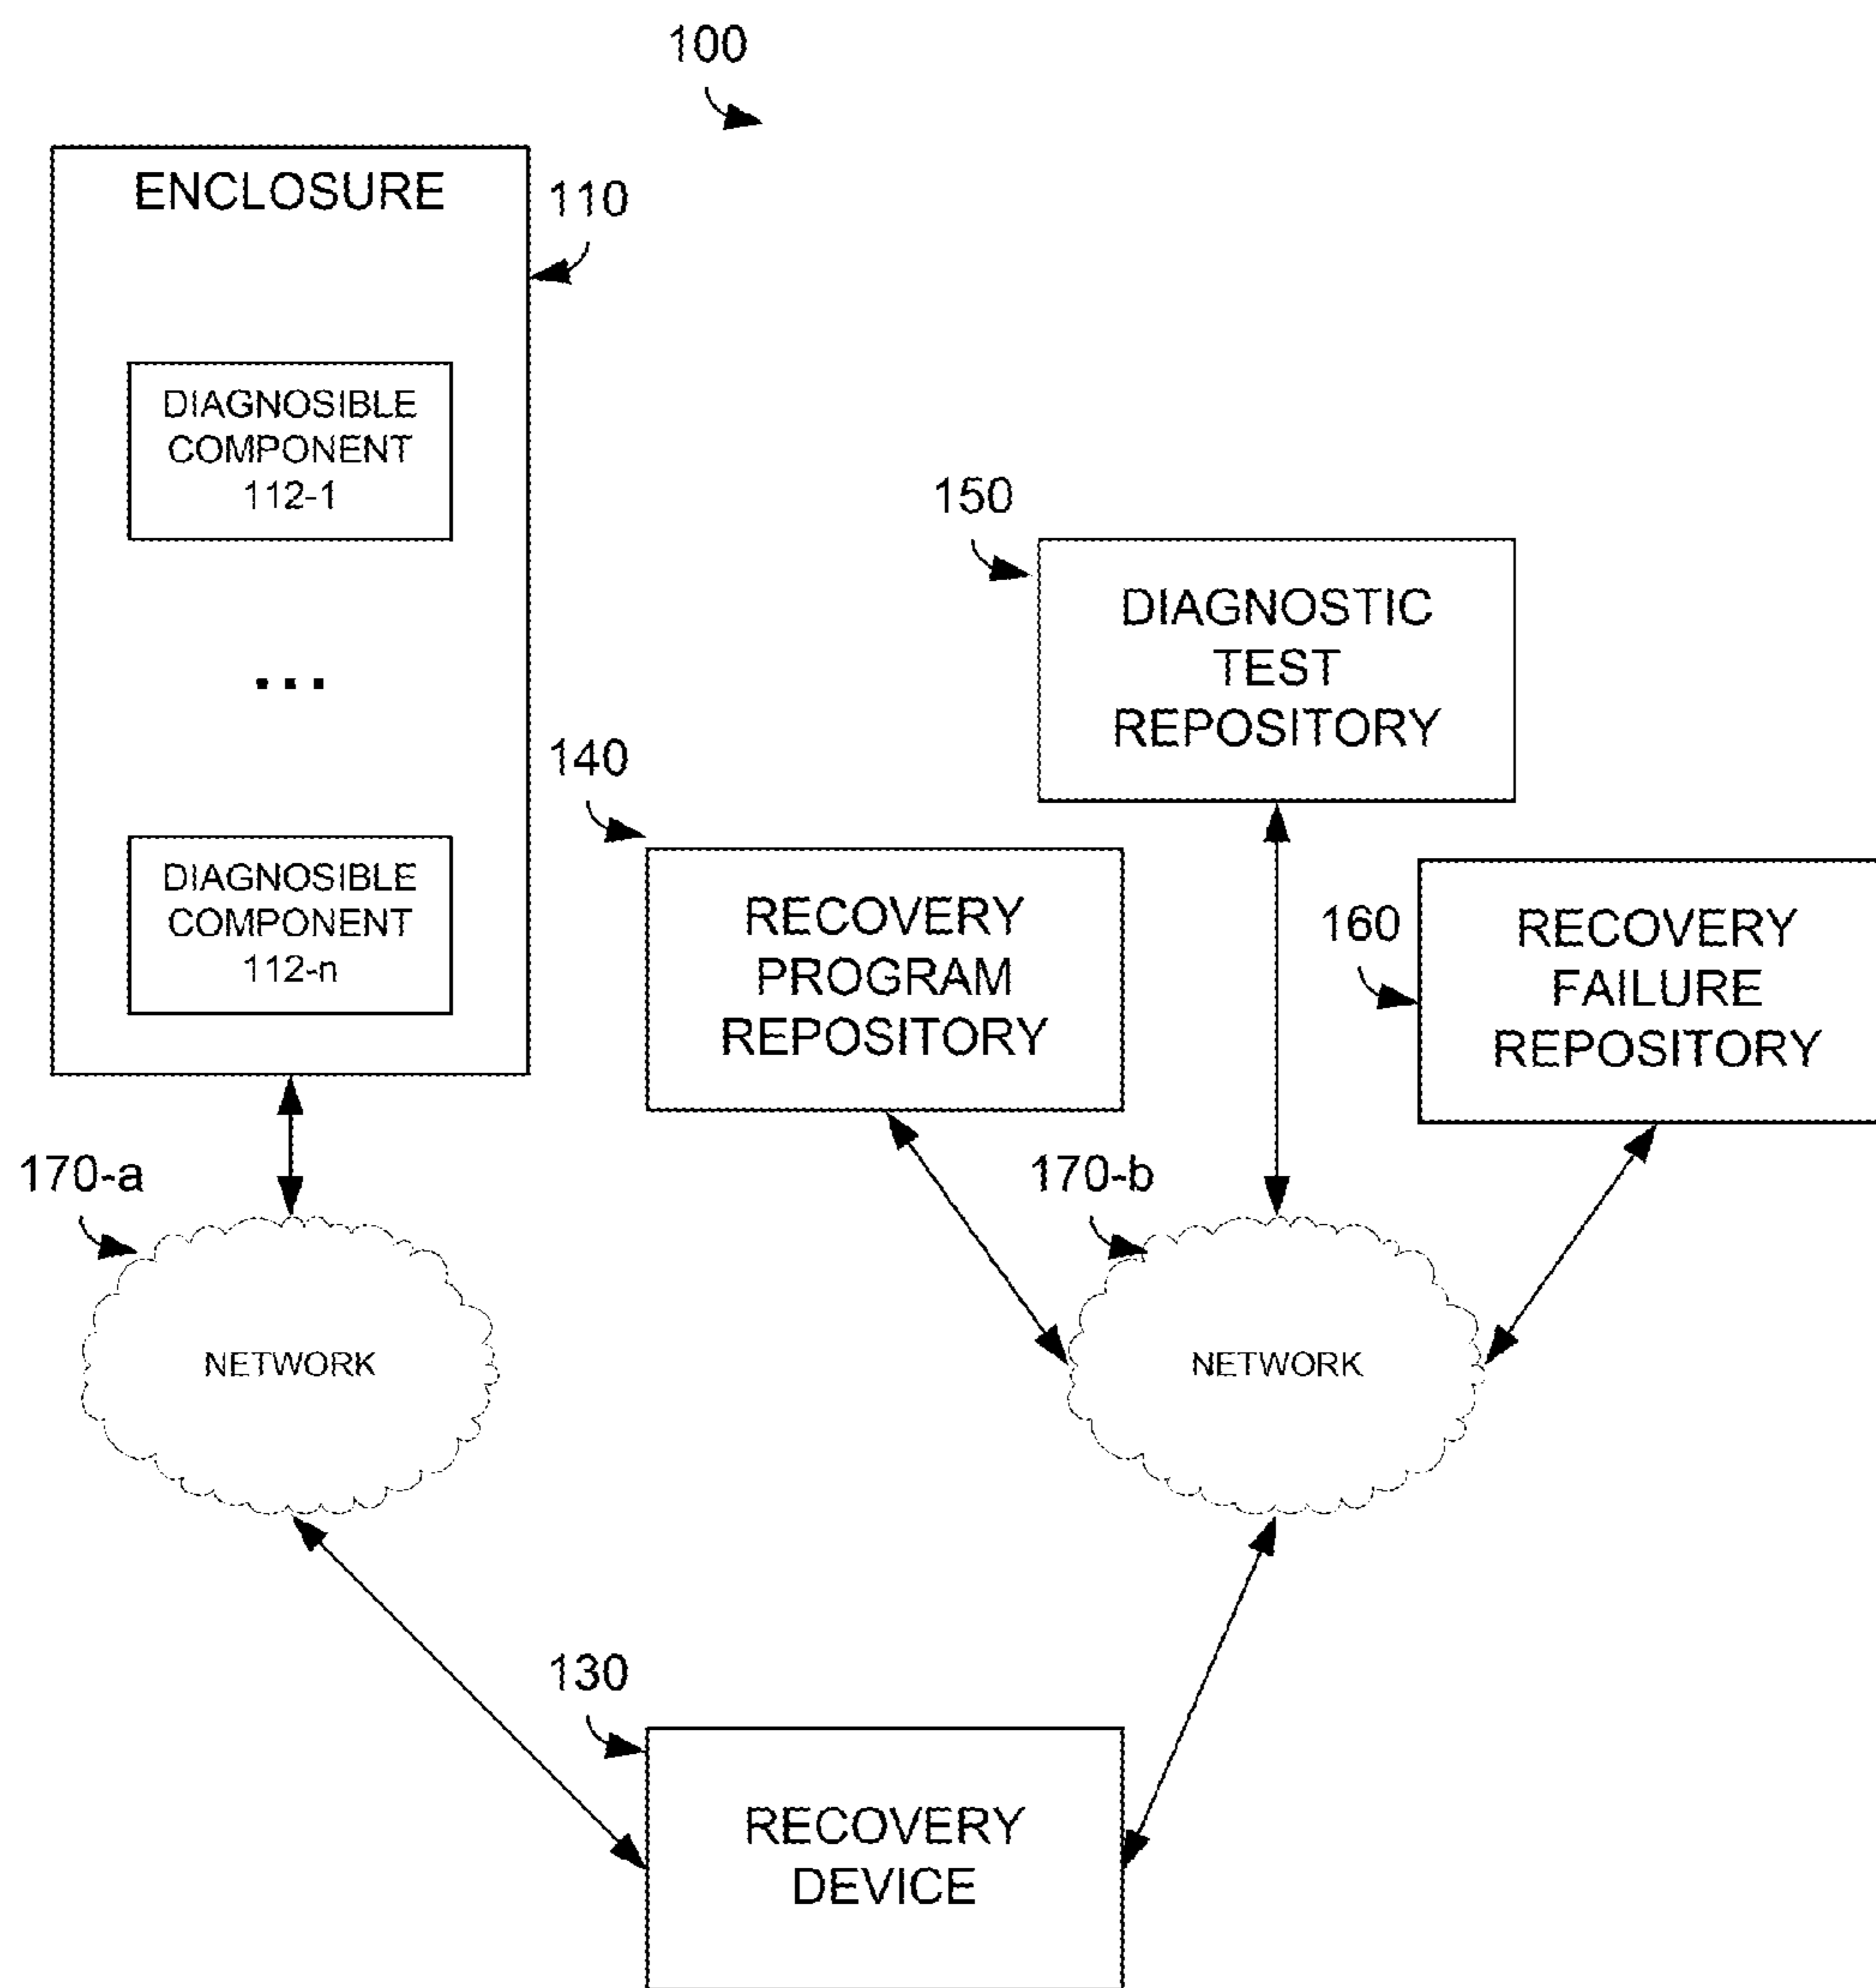 100
ENCLOSURE
110
DIAGNOSIBLE
COMPONENT
112-1
...
DIAGNOSIBLE
COMPONENT
112-n
150
DIAGNOSTIC
TEST
REPOSITORY
140
RECOVERY
PROGRAM
REPOSITORY
160
RECOVERY
FAILURE
REPOSITORY
170-a
NETWORK
170-b
NETWORK
130
RECOVERY
DEVICE